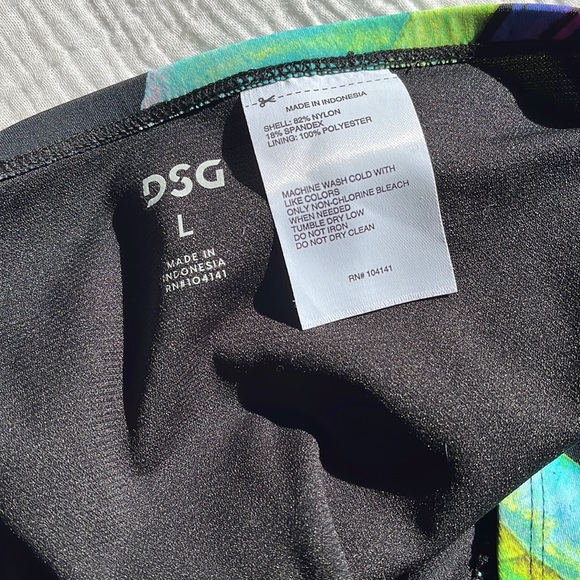 DSG
L
MADE IN
INDONESIA
RN#104141
MADE IN INDONESIA
SHELL: 82% NYLON
18% SPANDEX
LINING: 100% POLYESTER
MACHINE WASH COLD WITH
LIKE COLORS
ONLY NON-CHLORINE BLEACH
WHEN NEEDED
TUMBLE DRY LOW
DO NOT IRON
DO NOT DRY CLEAN
RN# 104141